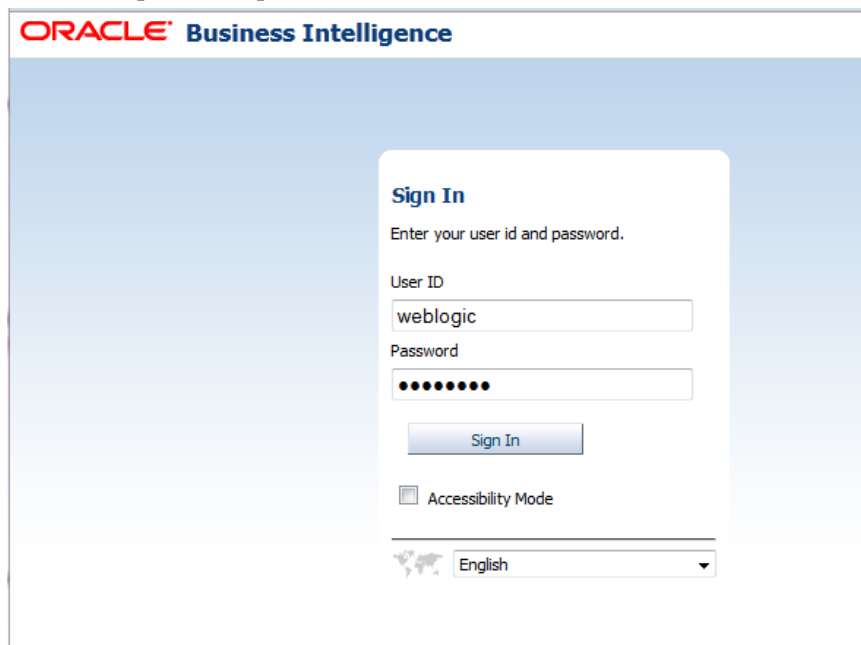 ORACLE Business Intelligence
Sign In
Enter your user id and password.
User ID
weblogic
Password
••••••••
Sign In
Accessibility Mode
English